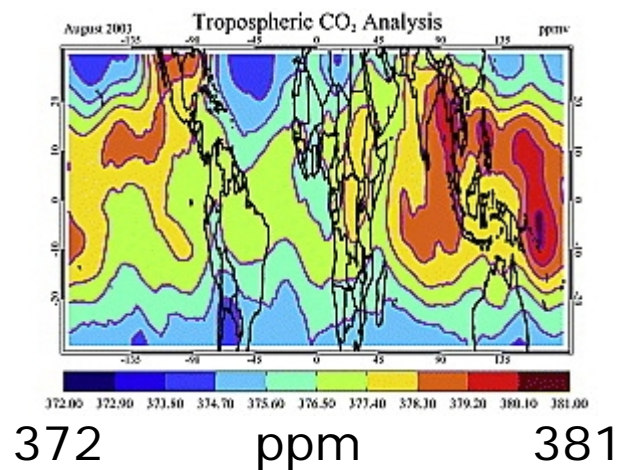 August 2003 Tropospheric CO₂ Analysis ppmv
-135 -90 -45 0 45 90 135
-135 -90 -45 0 45 90 135
372.00 372.90 373.80 374.70 375.60 376.50 377.40 378.30 379.20 380.10 381.00
372 ppm 381